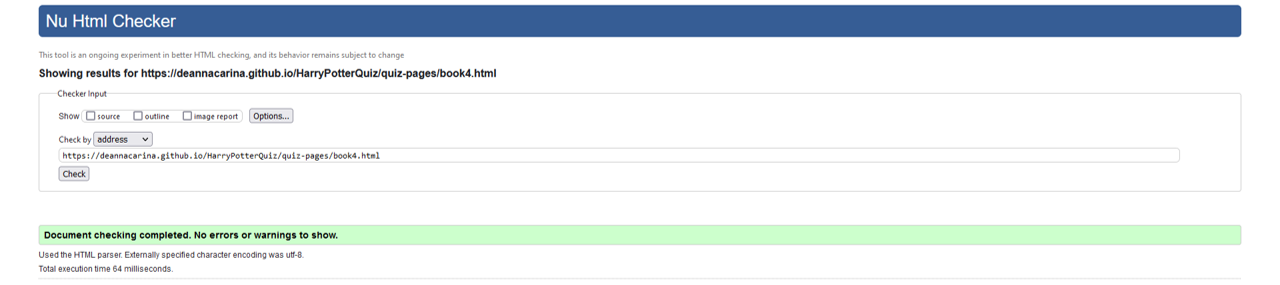 Nu Html Checker
This tool is an ongoing experiment in better HTML checking, and its behavior remains subject to change
Showing results for https://deannacarina.github.io/HarryPotterQuiz/quiz-pages/book4.html
Checker Input
Show source outline image report Options...
Check by address
https://deannacarina.github.io/HarryPotterQuiz/quiz-pages/book4.html
Check
Document checking completed. No errors or warnings to show.
Used the HTML parser. Externally specified character encoding was utf-8.
Total execution time 64 milliseconds.